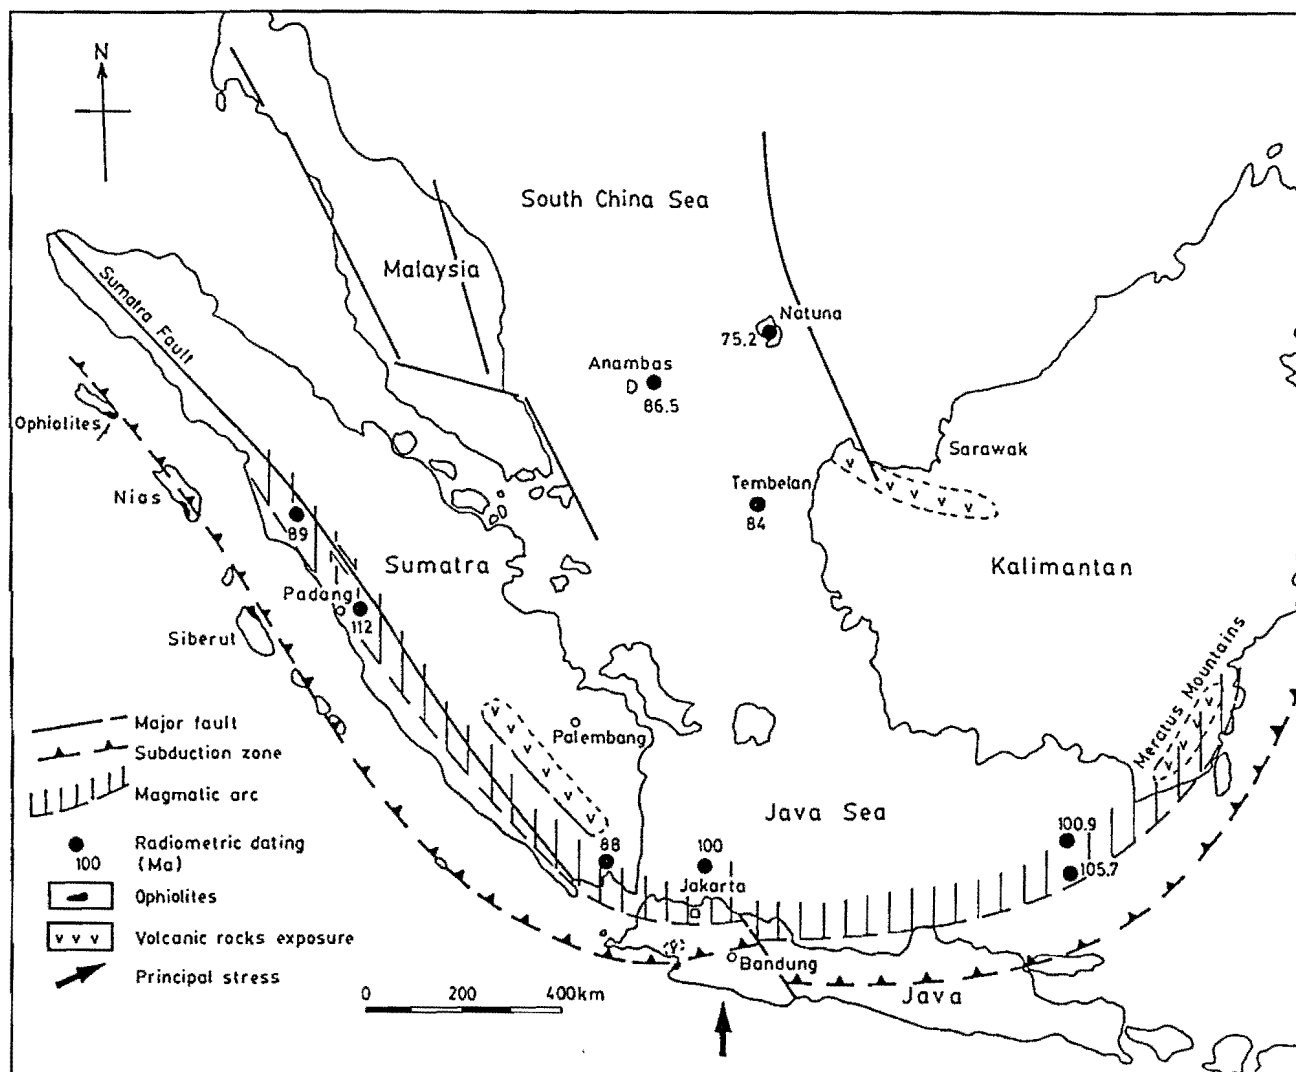 N
South China Sea
Malaysia
Sumatra Fault
Natuna
75.2
Anambas
86.5
Ophiolites
Sarawak
Nias
Tembelan
84
89
Sumatra
Kalimantan
Padang
112
Siberut
Meratus Mountains
Palembang
Java Sea
88
100
100.9
105.7
Jakarta
Bandung
Java
Major fault
Subduction zone
Magmatic arc
Radiometric dating
100
(Ma)
Ophiolites
v v v
Volcanic rocks exposure
Principal stress
0 200 400km